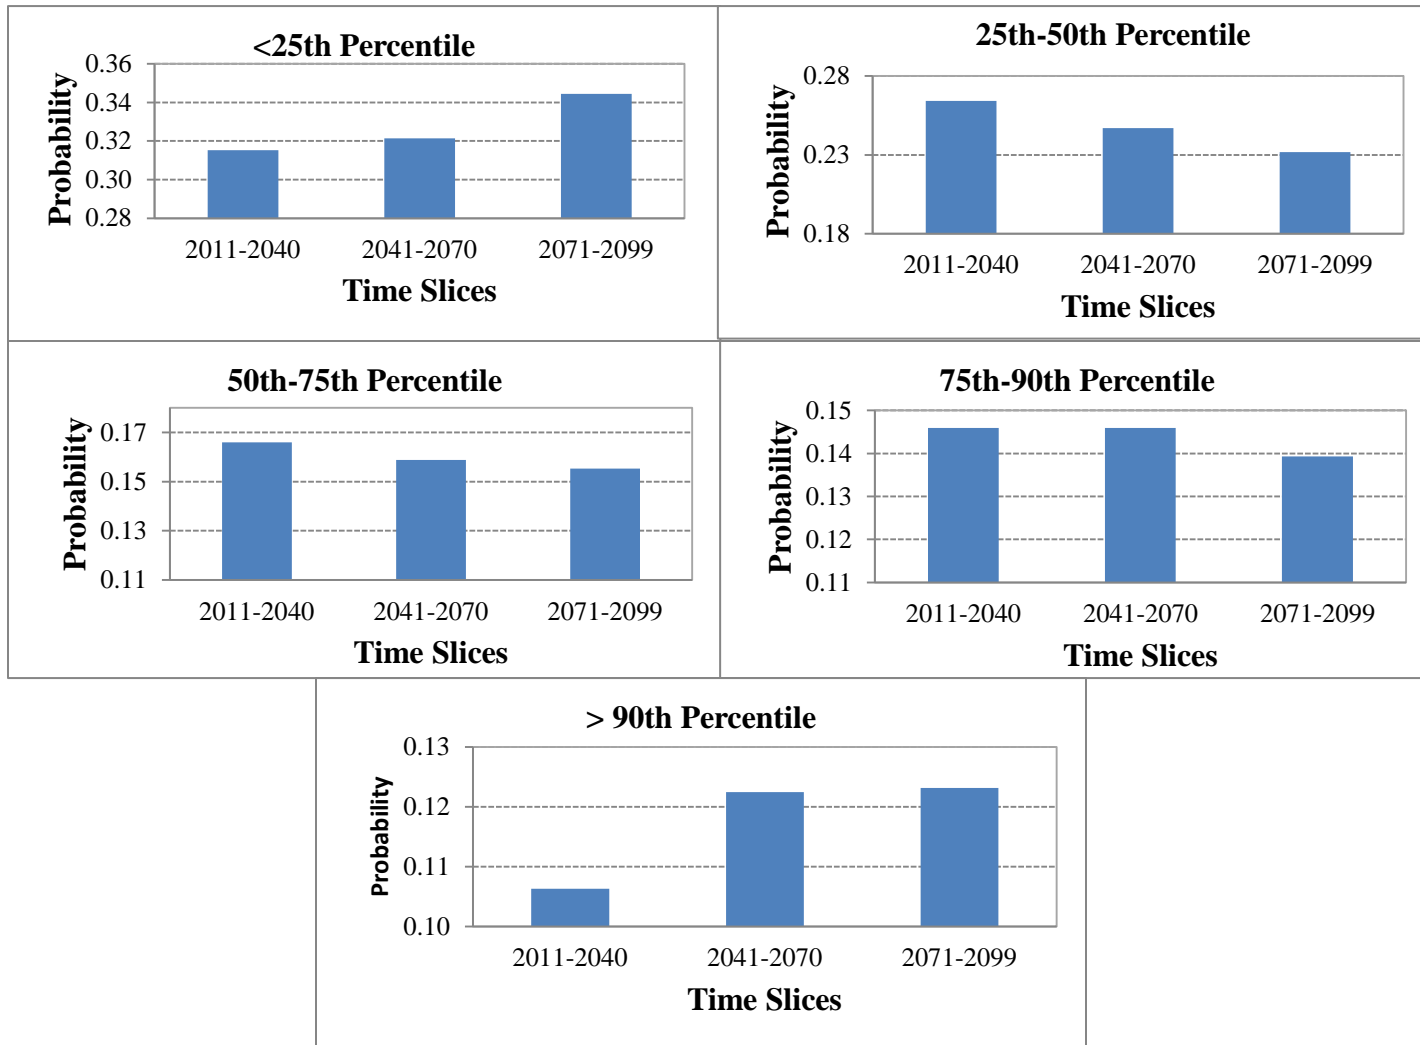 <25th Percentile
Probability
0.36
0.34
0.32
0.30
0.28
2011-2040 2041-2070 2071-2099
Time Slices
25th-50th Percentile
Probability
0.28
0.23
0.18
2011-2040 2041-2070 2071-2099
Time Slices
50th-75th Percentile
Probability
0.17
0.15
0.13
0.11
2011-2040 2041-2070 2071-2099
Time Slices
75th-90th Percentile
Probability
0.15
0.14
0.13
0.12
0.11
2011-2040 2041-2070 2071-2099
Time Slices
> 90th Percentile
Probability
0.13
0.12
0.11
0.10
2011-2040 2041-2070 2071-2099
Time Slices